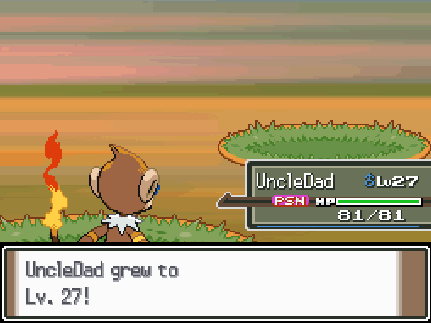 UncleDad ♂Lv27
PSN HP
81/81
UncleDad grew to
Lv. 27!